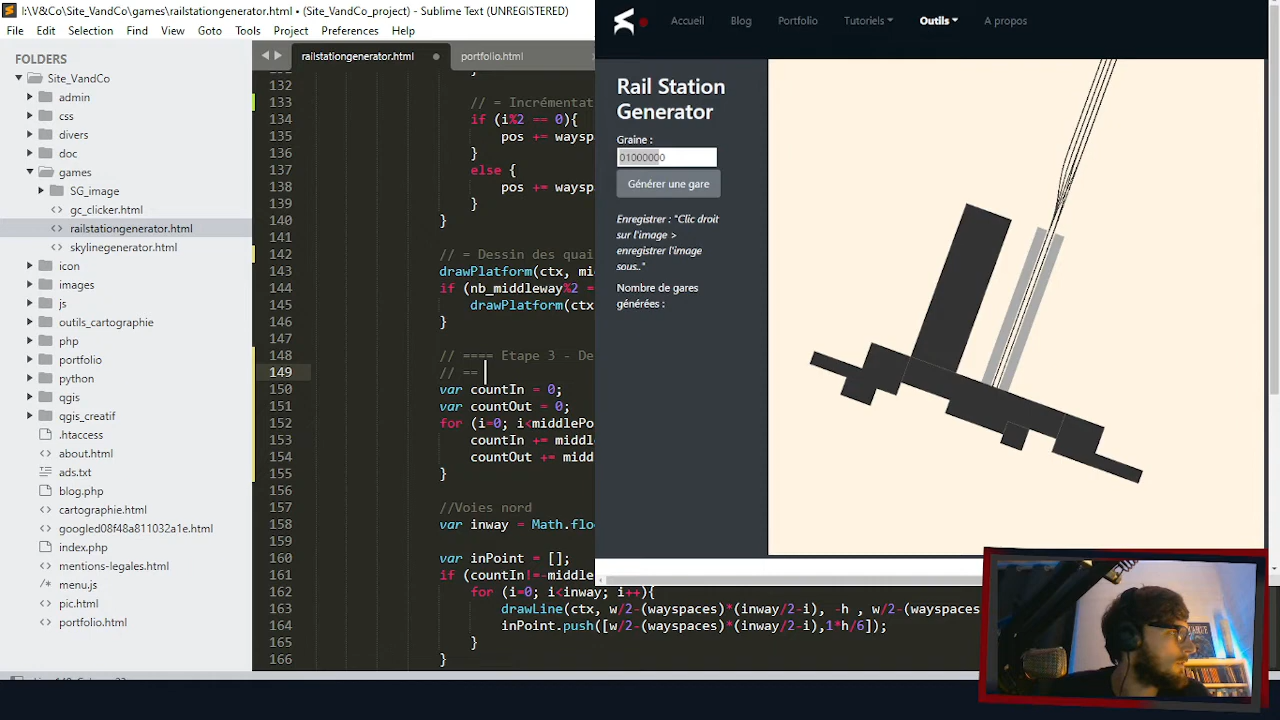 I:\V&Co\Site_VandCo\games\railstationgenerator.html • (Site_VandCo_project) - Sublime Text (UNREGISTERED)
File Edit Selection Find View Goto Tools Project Preferences Help
FOLDERS
Site_VandCo
admin
css
divers
doc
games
SG_image
gc_clicker.html
railstationgenerator.html
skylinegenerator.html
icon
images
js
outils_cartographie
php
portfolio
python
qgis
qgis_creatif
.htaccess
about.html
ads.txt
blog.php
cartographie.html
googled08f48a811032a1e.html
index.php
mentions-legales.html
menu.js
pic.html
portfolio.html
railstationgenerator.html
portfolio.html
132
133 // = Incrémentat
134 if (i%2 == 0){
135 pos += waysp
136 }
137 else {
138 pos += waysp
139 }
140 }
141
142 // = Dessin des quai
143 drawPlatform(ctx, mi
144 if (nb_middleway%2 =
145 drawPlatform(ctx
146 }
147
148 // ==== Etape 3 - De
149 // ==
150 var countIn = 0;
151 var countOut = 0;
152 for (i=0; i<middlePo
153 countIn += middl
154 countOut += midd
155 }
156
157 //Voies nord
158 var inway = Math.flo
159
160 var inPoint = [];
161 if (countIn!=-middle
162 for (i=0; i<inway; i++){
163 drawLine(ctx, w/2-(wayspaces)*(inway/2-i), -h , w/2-(wayspaces)
164 inPoint.push([w/2-(wayspaces)*(inway/2-i),1*h/6]);
165 }
166 }
Accueil Blog Portfolio Tutoriels Outils A propos
Rail Station
Generator
Graîne :
01000000
Générer une gare
Enregistrer : "Clic droit
sur l'image >
enregistrer l'image
sous.."
Nombre de gares
générées :